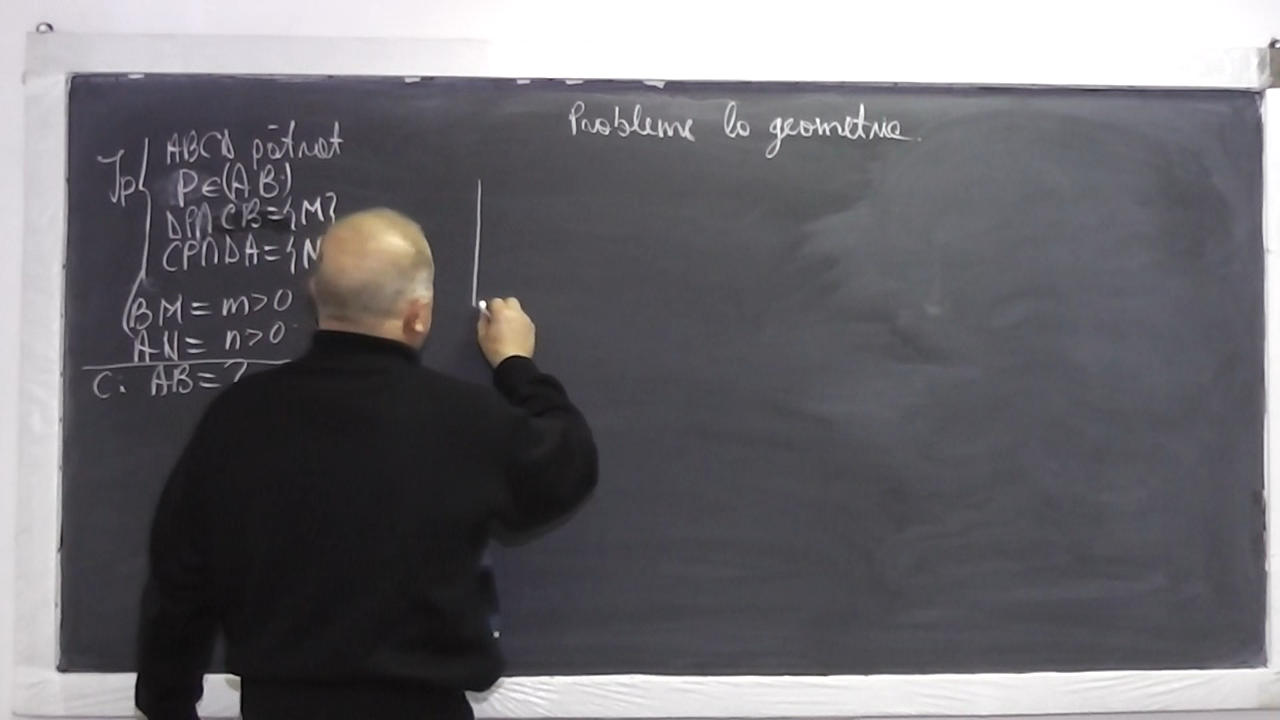 Probleme la geometrie.
Ip ABCD pătrat
P∈(AB)
DP∩CB={M}
CP∩DA={N
BM=m>0
AN=n>0
C: AB=?